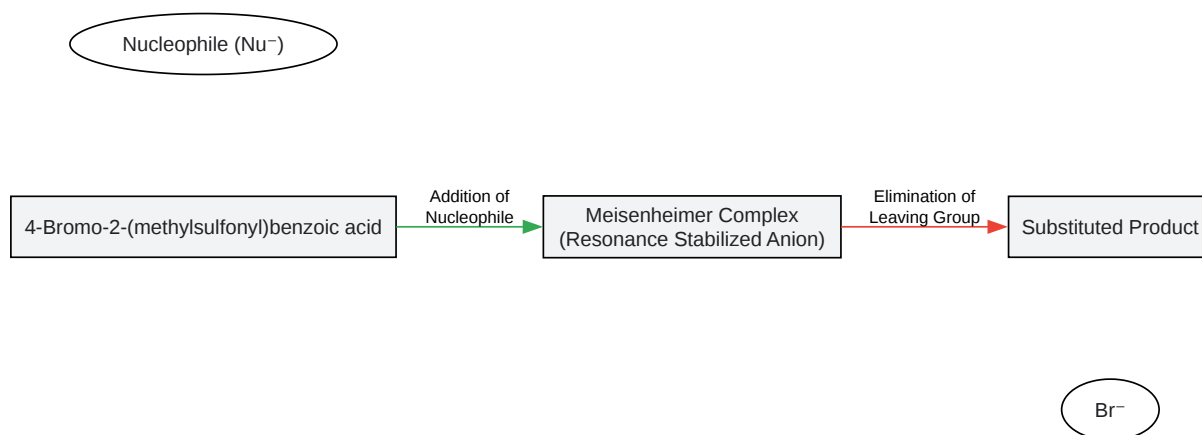 Nucleophile (Nu⁻)
4-Bromo-2-(methylsulfonyl)benzoic acid
Addition of
Nucleophile
Meisenheimer Complex
(Resonance Stabilized Anion)
Elimination of
Leaving Group
Substituted Product
Br⁻